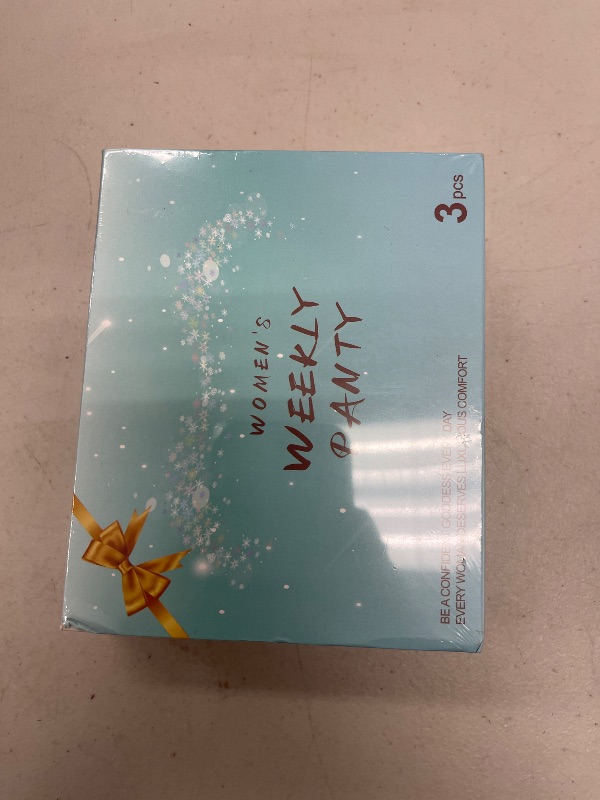 WOMEN'S
WEEKLY
PANTY
3 pcs
BE A CONFIDENT GODDESS EVERY DAY
EVERY WOMAN DESERVES LUXURIOUS COMFORT